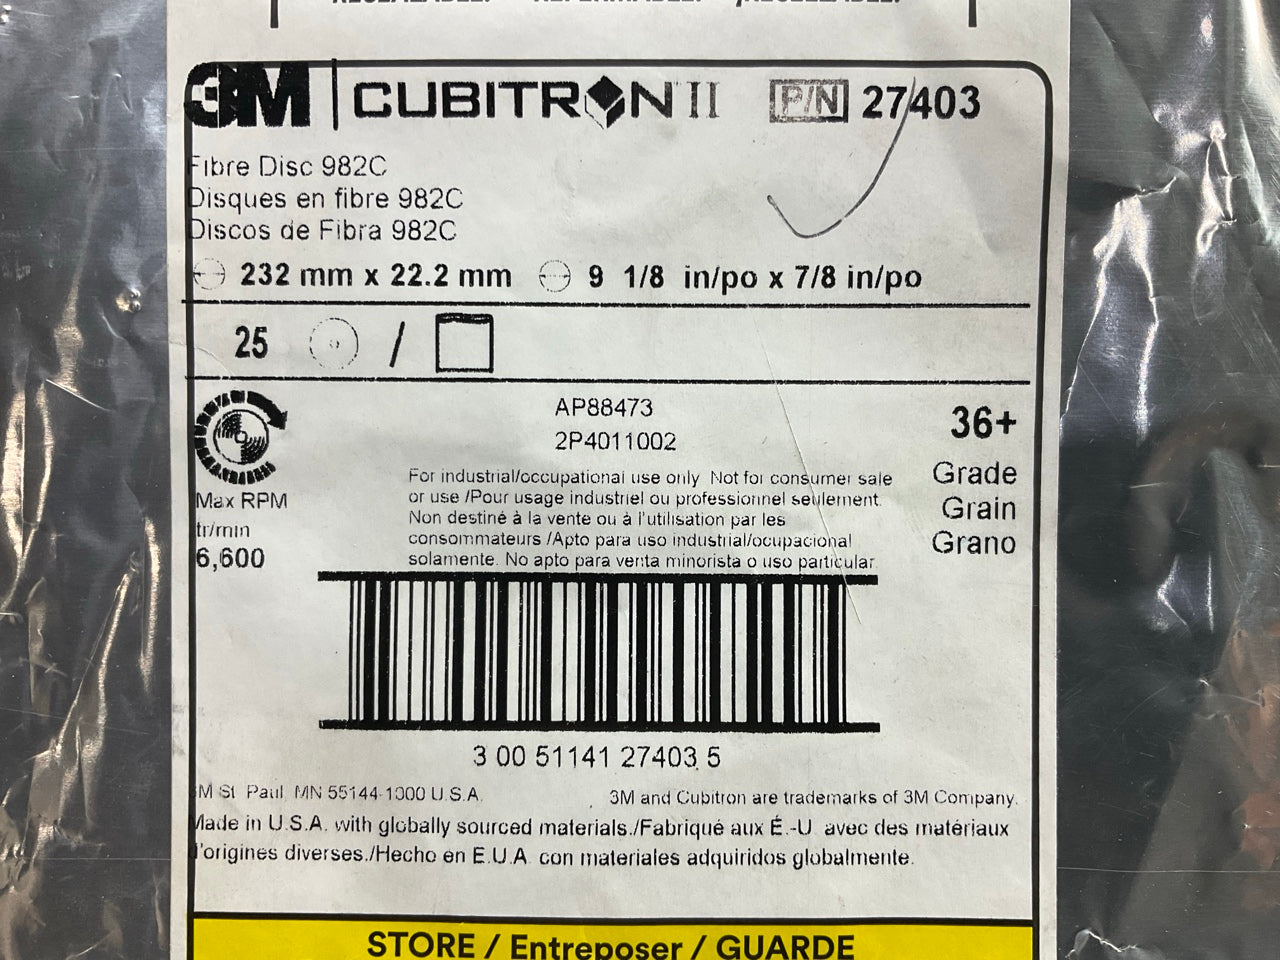 3M | CUBITRON II P/N 27403
Fibre Disc 982C
Disques en fibre 982C
Discos de Fibra 982C
232 mm x 22.2 mm 9 1/8 in/po x 7/8 in/po
25 /
AP88473
2P4011002
36+
Grade
Grain
Grano
Max RPM
tr/min
6,600
For industrial/occupational use only Not for consumer sale
or use /Pour usage industriel ou professionnel seulement.
Non destiné à la vente ou à l'utilisation par les
consommateurs /Apto para uso industrial/ocupacional
solamente. No apto para venta minorista o uso particular.
3 00 51141 27403 5
3M St. Paul, MN 55144-1000 U.S.A. 3M and Cubitron are trademarks of 3M Company.
Made in U.S.A. with globally sourced materials./Fabriqué aux É.-U. avec des matériaux
d'origines diverses./Hecho en E.U.A. con materiales adquiridos globalmente.
STORE / Entreposer / GUARDE